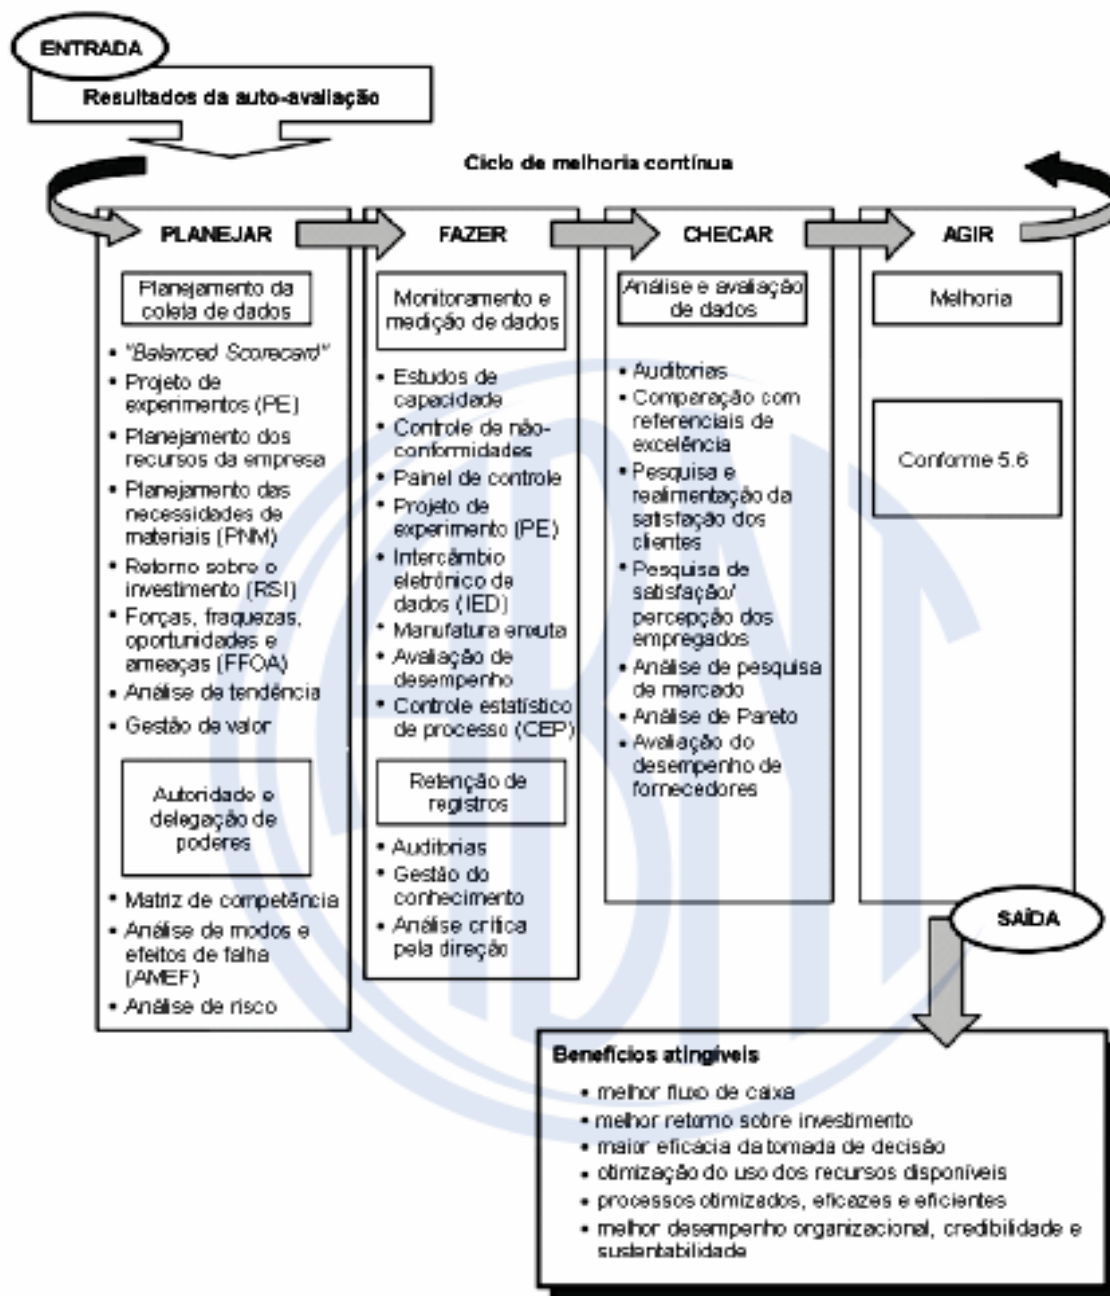 ENTRADA
Resultados da auto-avaliação
Ciclo de melhoria contínua
PLANEJAR
Planejamento da
coleta de dados
• "Balanced Scorecard"
• Projeto de
experimentos (PE)
• Planejamento dos
recursos da empresa
• Planejamento das
necessidades de
materiais (PNM)
• Retorno sobre o
investimento (RSI)
• Forças, fraquezas,
oportunidades e
ameaças (FFOA)
• Análise de tendência
• Gestão de valor
Autoridade e
delegação de
poderes
• Matriz de competência
• Análise de modos e
efeitos de falha
(AMEF)
• Análise de risco
FAZER
Monitoramento e
medição de dados
• Estudos de
capacidade
• Controle de não-
conformidades
• Painel de controle
• Projeto de
experimento (PE)
• Intercâmbio
eletrônico de
dados (IED)
• Manufatura enxuta
• Avaliação de
desempenho
• Controle estatístico
de processo (CEP)
Retenção de
registros
• Auditorias
• Gestão do
conhecimento
• Análise crítica
pela direção
CHECAR
Análise e avaliação
de dados
• Auditorias
• Comparação com
referenciais de
excelência
• Pesquisa e
realimentação da
satisfação dos
clientes
• Pesquisa de
satisfação/
percepção dos
empregados
• Análise de pesquisa
de mercado
• Análise de Pareto
• Avaliação do
desempenho de
fornecedores
AGIR
Melhoria
Conforme 5.6
SAÍDA
Benefícios atingíveis
• melhor fluxo de caixa
• melhor retorno sobre investimento
• maior eficácia da tomada de decisão
• otimização do uso dos recursos disponíveis
• processos otimizados, eficazes e eficientes
• melhor desempenho organizacional, credibilidade e
sustentabilidade
ABNT